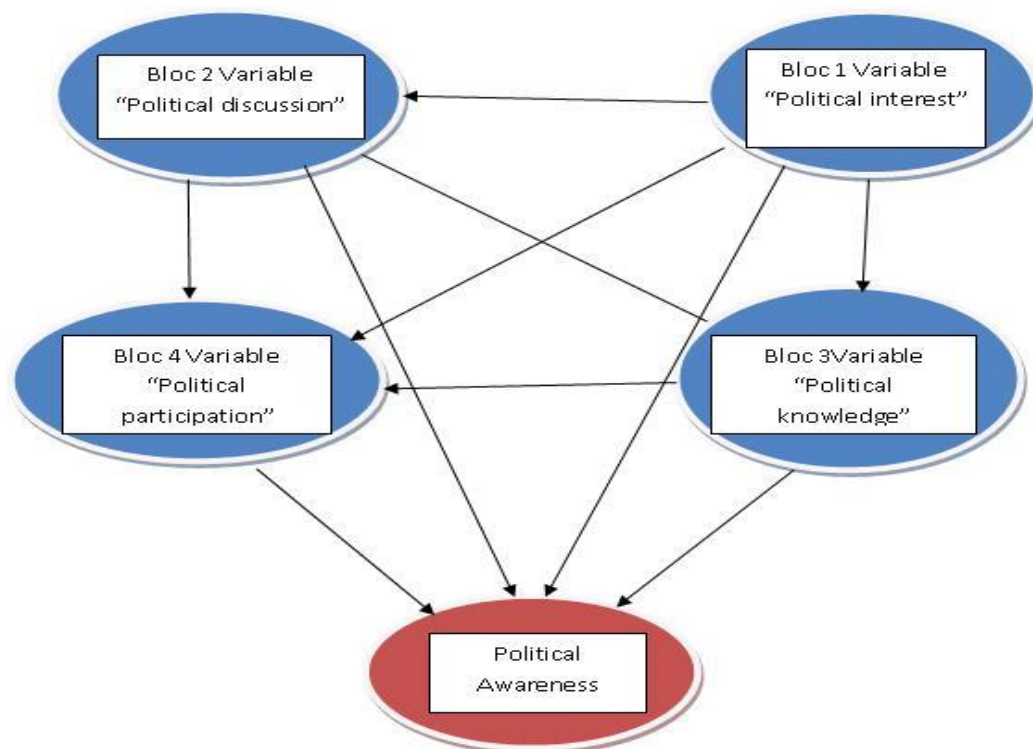 Bloc 2 Variable
“Political discussion”
Bloc 1 Variable
“Political interest”
Bloc 4 Variable
“Political
participation”
Bloc 3Variable
“Political
knowledge”
Political
Awareness